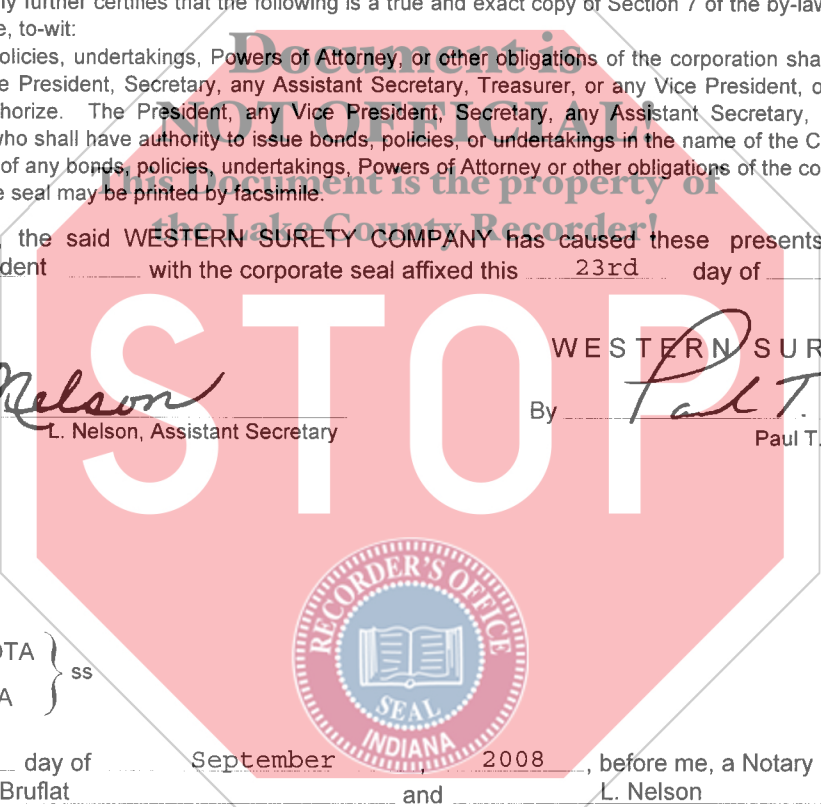 further certifies that the following is a true and exact copy of Section 7 of the by-law
e, to-wit:
olicies, undertakings, Powers of Attorney, or other obligations of the corporation sha
e President, Secretary, any Assistant Secretary, Treasurer, or any Vice President, o
horize. The President, any Vice President, Secretary, any Assistant Secretary,
who shall have authority to issue bonds, policies, or undertakings in the name of the C
of any bonds, policies, undertakings, Powers of Attorney or other obligations of the co
e seal may be printed by facsimile.
Document is
NOT OFFICIAL!
This Document is the property of
the Lake County Recorder!
, the said WESTERN SURETY COMPANY has caused these presents
dent with the corporate seal affixed this 23rd day of
STOP
WESTERN SUR
Nelson
By Paul T.
L. Nelson, Assistant Secretary
Paul T.
RECORDER'S OFFICE
SEAL
INDIANA
OTA
A
} ss
day of September, 2008, before me, a Notary
Bruflat and L. Nelson